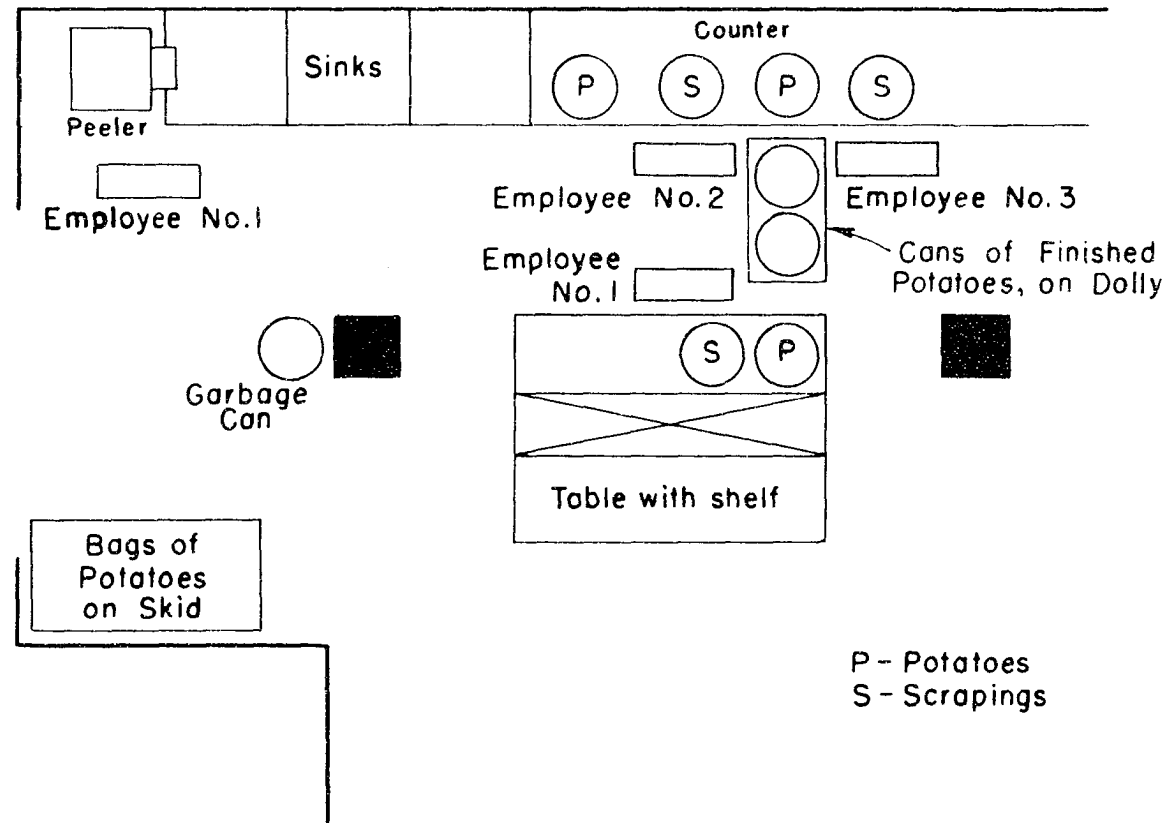 Counter
Sinks
P
S
P
S
Peeler
Employee No.1
Employee No.2
Employee No.3
Employee
No.1
Cans of Finished
Potatoes, on Dolly
S
P
Garbage
Can
Table with shelf
Bags of
Potatoes
on Skid
P - Potatoes
S - Scrapings